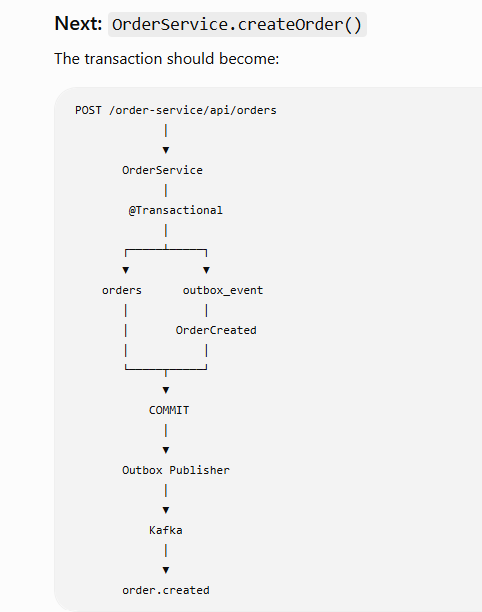 Next: OrderService.createOrder()
The transaction should become:
POST /order-service/api/orders
OrderService
@Transactional
orders outbox_event
OrderCreated
COMMIT
Outbox Publisher
Kafka
order.created